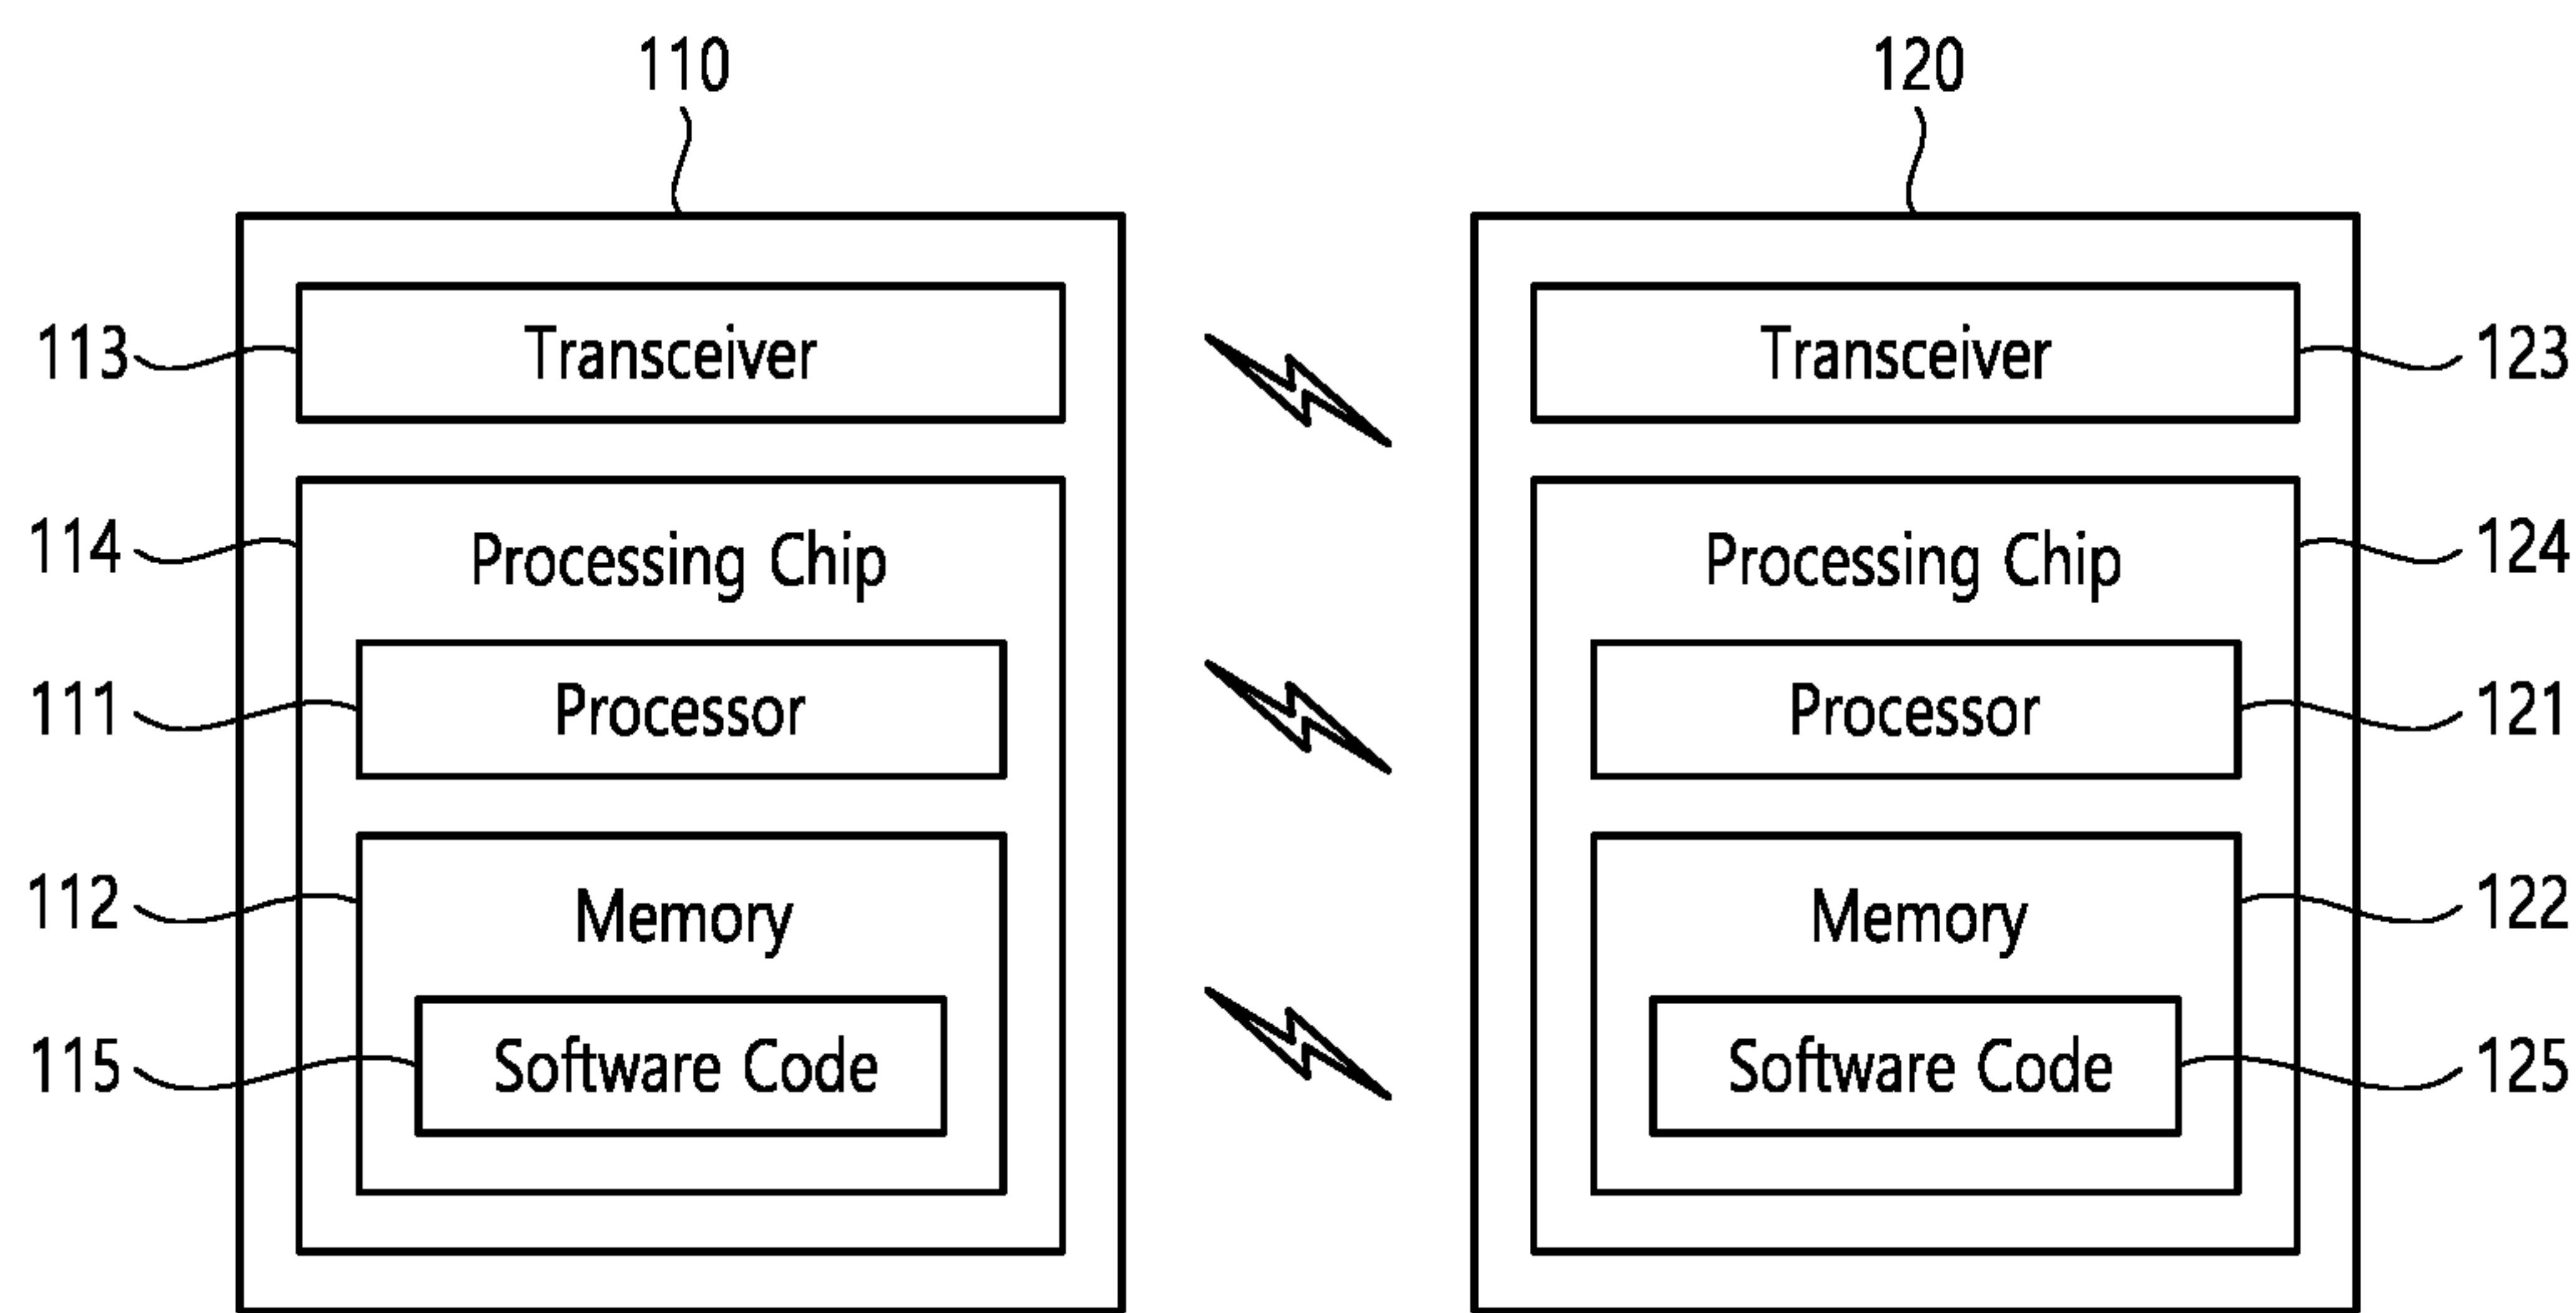 110
120
113
Transceiver
Transceiver
123
114
Processing Chip
Processing Chip
124
111
Processor
Processor
121
112
Memory
Memory
122
115
Software Code
Software Code
125